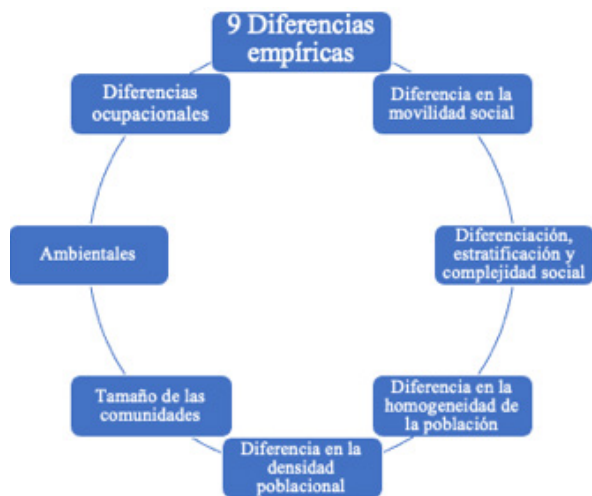 9 Diferencias
empíricas
Diferencia en la
movilidad social
Diferenciación,
estratificación y
complejidad social
Diferencia en la
homogeneidad de
la población
Diferencia en la
densidad
poblacional
Tamaño de las
comunidades
Ambientales
Diferencias
ocupacionales